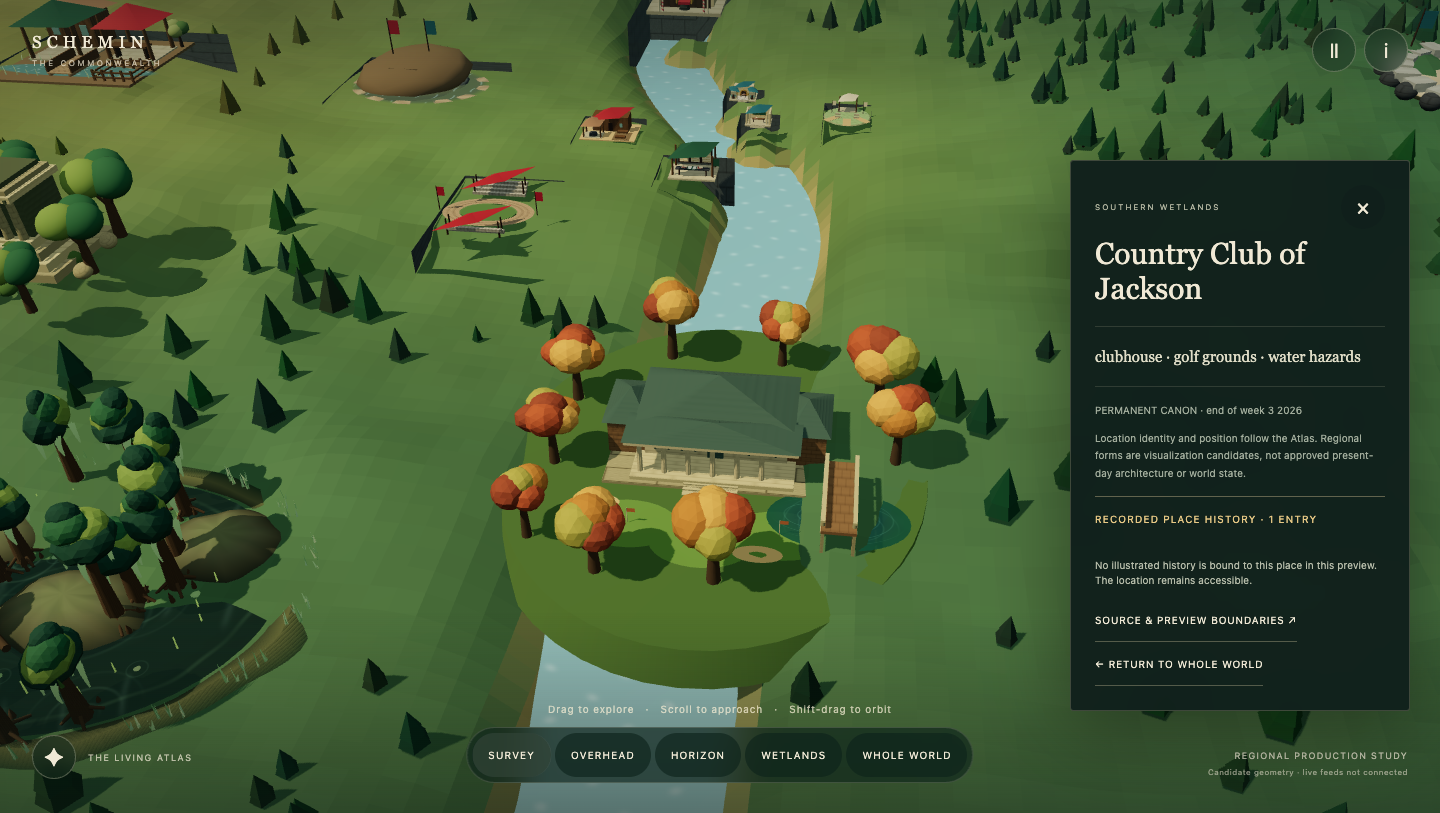 SCHEMIN
THE COMMONWEALTH
i
SOUTHERN WETLANDS
Country Club of
Jackson
clubhouse · golf grounds · water hazards
PERMANENT CANON · end of week 3 2026
Location identity and position follow the Atlas. Regional
forms are visualization candidates, not approved present-
day architecture or world state.
RECORDED PLACE HISTORY · 1 ENTRY
No illustrated history is bound to this place in this preview.
The location remains accessible.
SOURCE & PREVIEW BOUNDARIES ↗
← RETURN TO WHOLE WORLD
Drag to explore · Scroll to approach · Shift-drag to orbit
THE LIVING ATLAS
SURVEY OVERHEAD HORIZON WETLANDS WHOLE WORLD
REGIONAL PRODUCTION STUDY
Candidate geometry · live feeds not connected